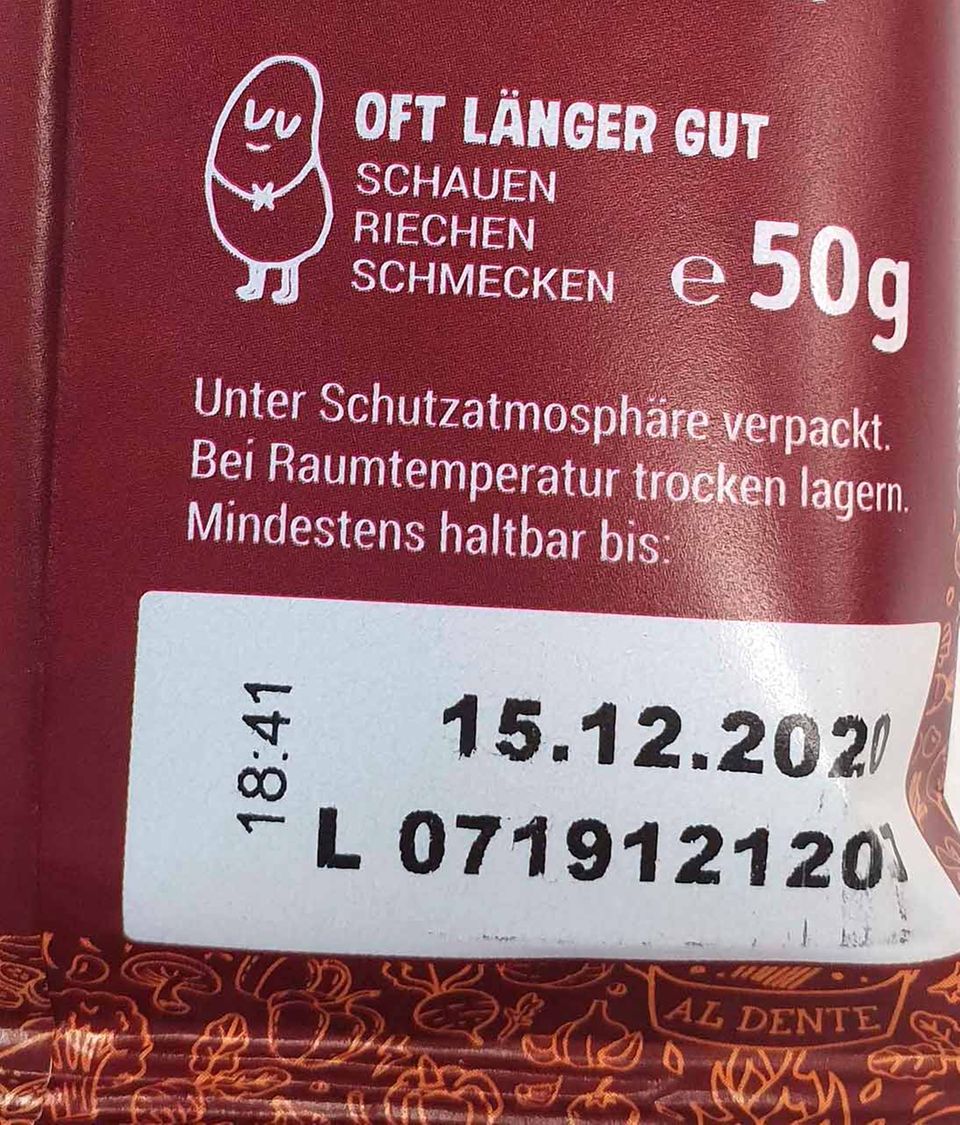 OFT LÄNGER GUT
SCHAUEN
RIECHEN
SCHMECKEN
e 50g
Unter Schutzatmosphäre verpackt.
Bei Raumtemperatur trocken lagern.
Mindestens haltbar bis:
18:41
15.12.2020
AL DENTE